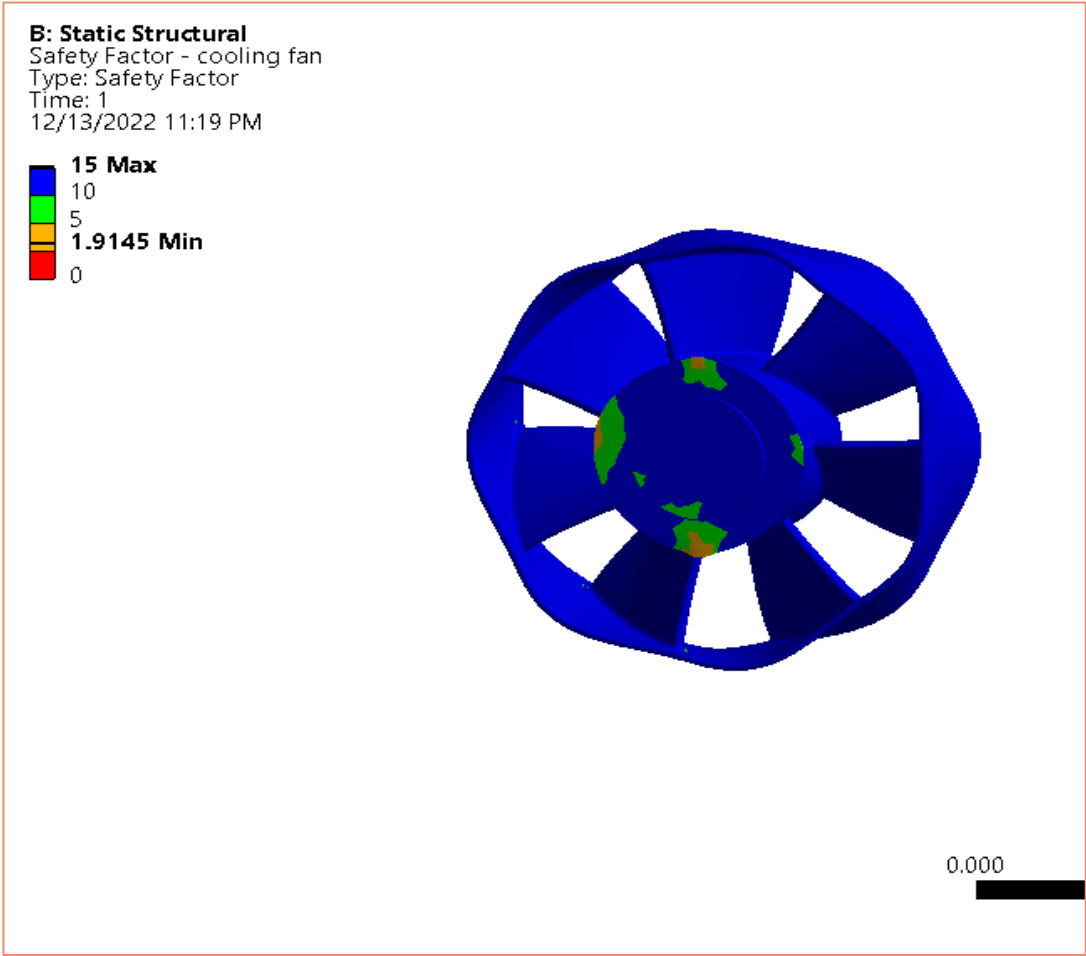 B: Static Structural
Safety Factor - cooling fan
Type: Safety Factor
Time: 1
12/13/2022 11:19 PM
15 Max
10
5
1.9145 Min
0
0.000